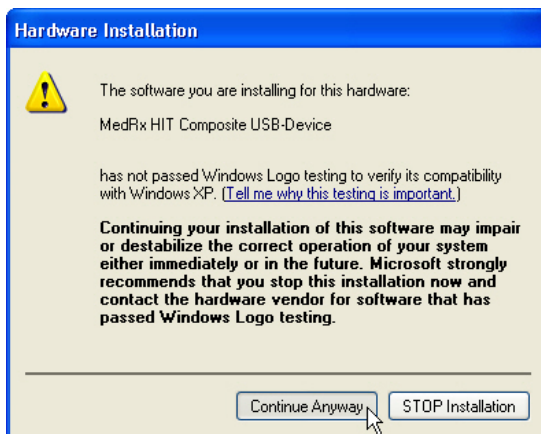 Hardware Installation
The software you are installing for this hardware:
MedRx HIT Composite USB-Device
has not passed Windows Logo testing to verify its compatibility
with Windows XP. (Tell me why this testing is important.)
Continuing your installation of this software may impair
or destabilize the correct operation of your system
either immediately or in the future. Microsoft strongly
recommends that you stop this installation now and
contact the hardware vendor for software that has
passed Windows Logo testing.
Continue Anyway
STOP Installation